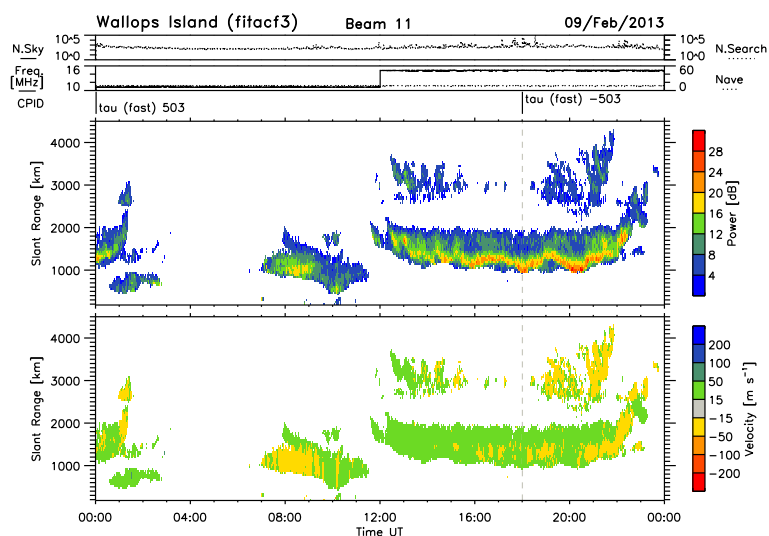 Wallops Island (fitacf3) Beam 11 09/Feb/2013
N.Sky 10^5 10^0 10^5 10^0 N.Search
Freq. [MHz] 16 10 60 0 Nave
CPID tau (fast) 503 tau (fast) −503
Slant Range [km] 4000 3000 2000 1000
Power [dB] 28 24 20 16 12 8 4
Slant Range [km] 4000 3000 2000 1000
Velocity [m s⁻¹] 200 100 50 15 −15 −50 −100 −200
00:00 04:00 08:00 12:00 16:00 20:00 00:00
Time UT